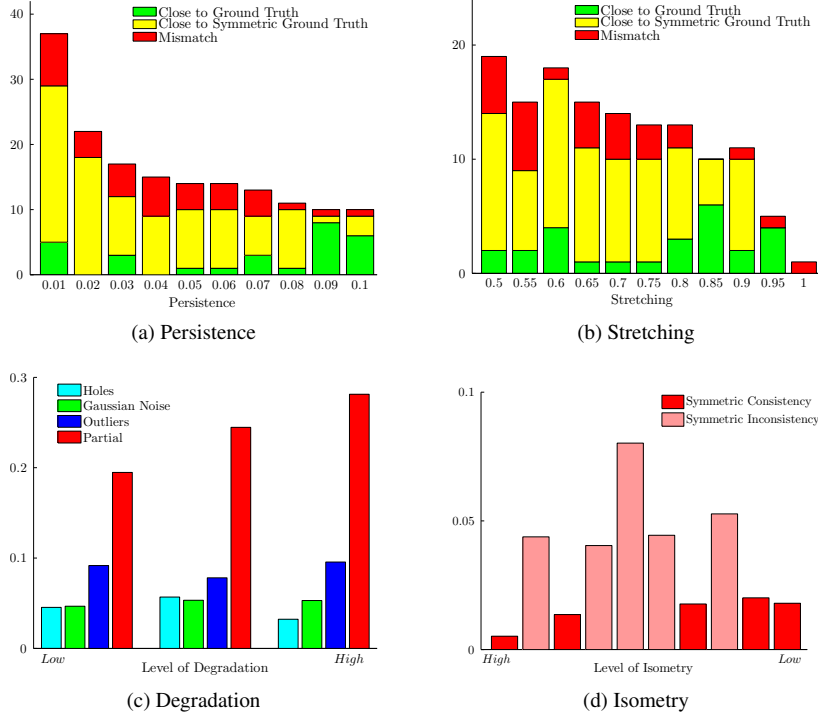 Close to Ground Truth
Close to Symmetric Ground Truth
Mismatch
40
30
20
10
0
0.01 0.02 0.03 0.04 0.05 0.06 0.07 0.08 0.09 0.1
Persistence
(a) Persistence
Close to Ground Truth
Close to Symmetric Ground Truth
Mismatch
20
10
0
0.5 0.55 0.6 0.65 0.7 0.75 0.8 0.85 0.9 0.95 1
Stretching
(b) Stretching
0.3
Holes
Gaussian Noise
Outliers
Partial
0.2
0.1
0
Low High
Level of Degradation
(c) Degradation
0.1
Symmetric Consistency
Symmetric Inconsistency
0.05
0
High Low
Level of Isometry
(d) Isometry